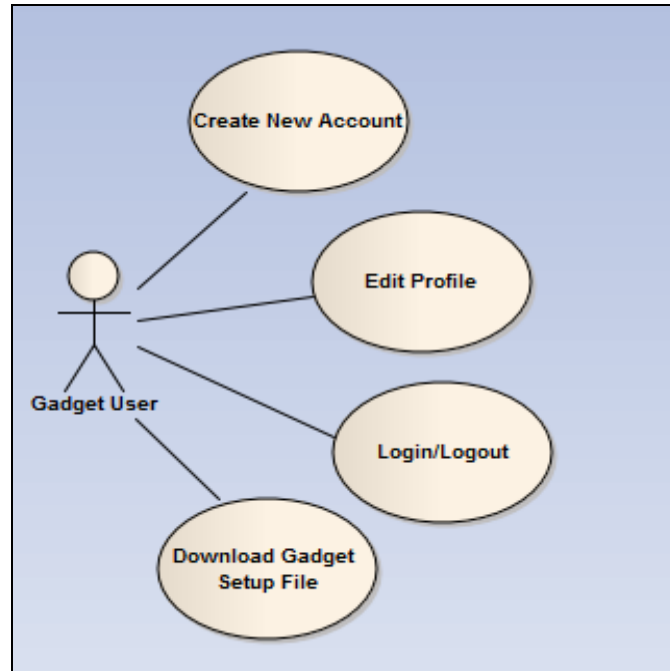 Create New Account
Edit Profile
Gadget User
Login/Logout
Download Gadget
Setup File